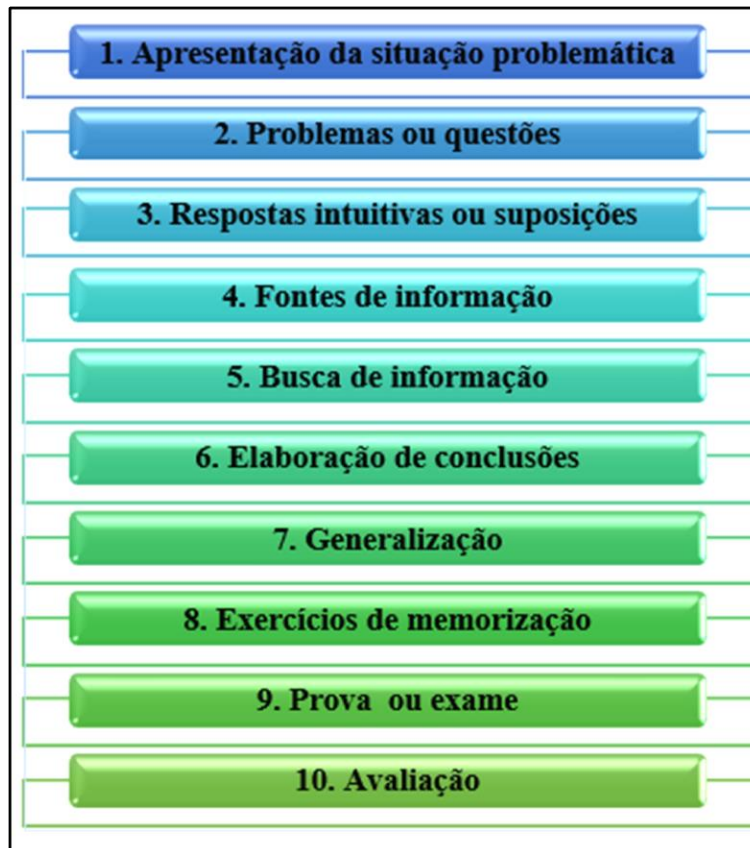 1. Apresentação da situação problemática
2. Problemas ou questões
3. Respostas intuitivas ou suposições
4. Fontes de informação
5. Busca de informação
6. Elaboração de conclusões
7. Generalização
8. Exercícios de memorização
9. Prova ou exame
10. Avaliação